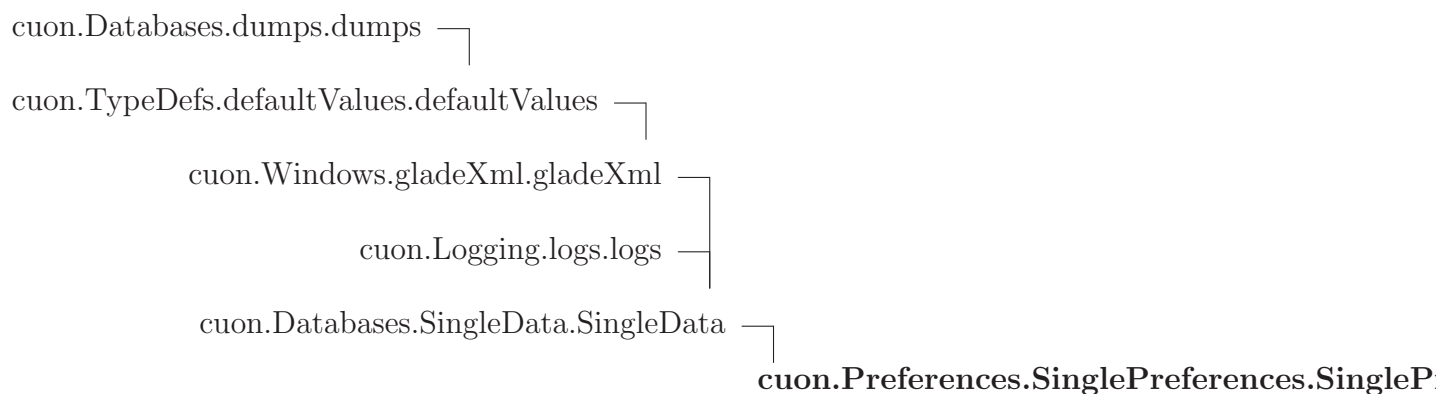 cuon.Databases.dumps.dumps
cuon.TypeDefs.defaultValues.defaultValues
cuon.Windows.gladeXml.gladeXml
cuon.Logging.logs.logs
cuon.Databases.SingleData.SingleData
cuon.Preferences.SinglePreferences.SingleP